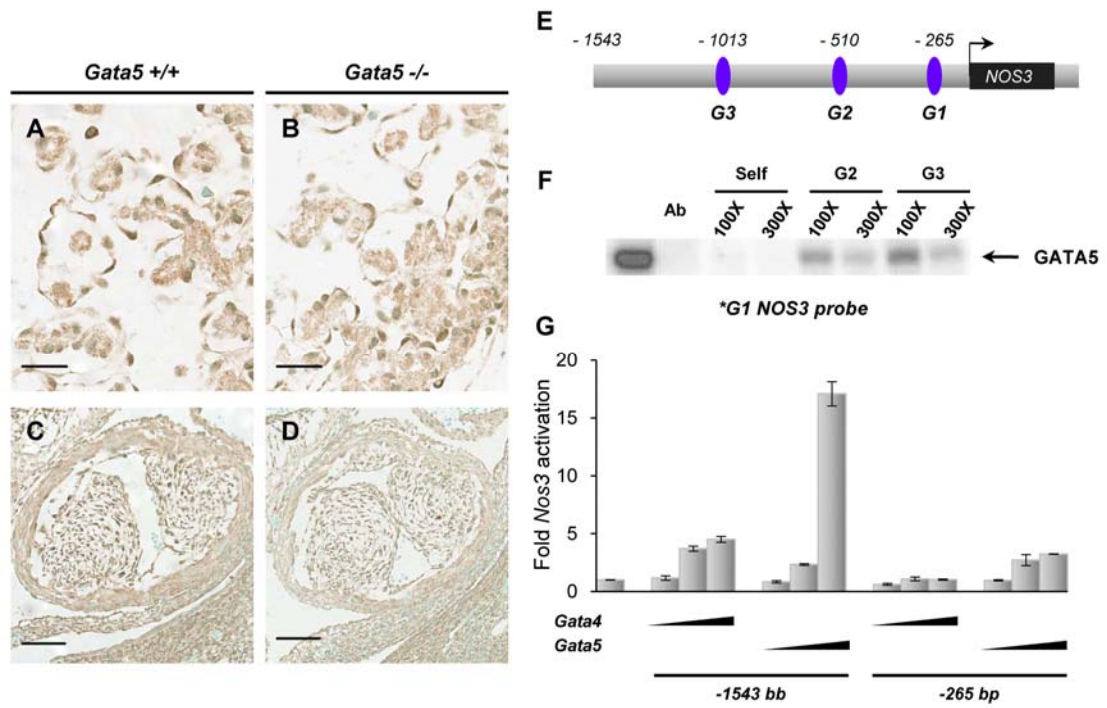 Gata5 +/+
Gata5 -/-
A
B
C
D
E
- 1543
- 1013
- 510
- 265
NOS3
G3
G2
G1
F
Self
G2
G3
Ab
100X
300X
100X
300X
100X
300X
GATA5
*G1 NOS3 probe
G
Fold Nos3 activation
20
15
10
5
0
Gata4
Gata5
-1543 bb
-265 bp